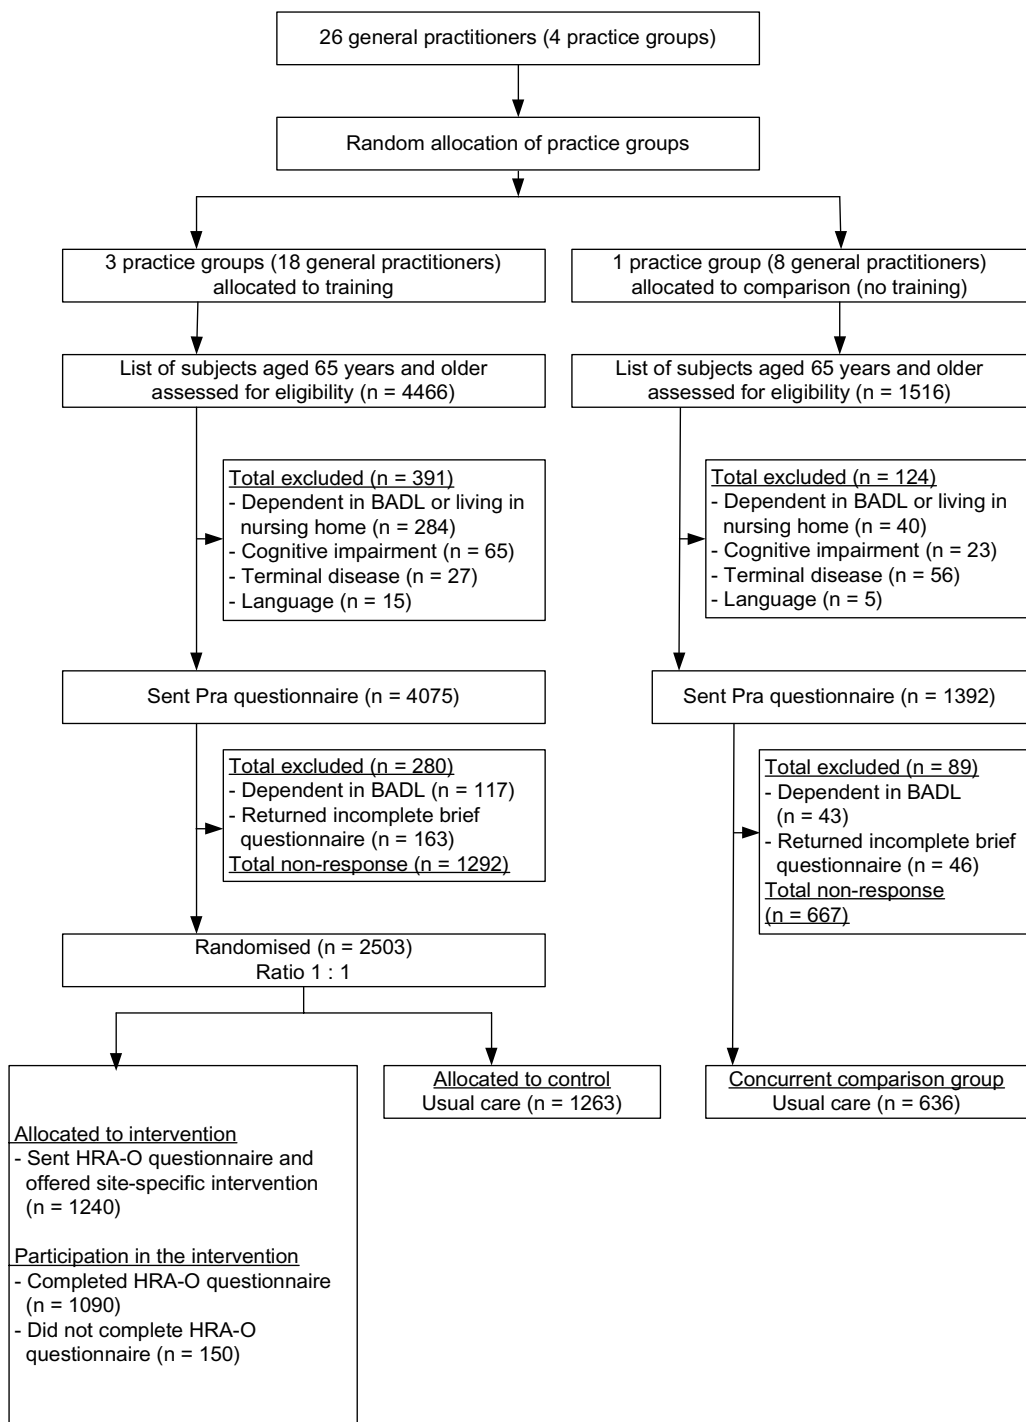 26 general practitioners (4 practice groups)
Random allocation of practice groups
3 practice groups (18 general practitioners)
allocated to training
1 practice group (8 general practitioners)
allocated to comparison (no training)
List of subjects aged 65 years and older
assessed for eligibility (n = 4466)
List of subjects aged 65 years and older
assessed for eligibility (n = 1516)
Total excluded (n = 391)
- Dependent in BADL or living in
nursing home (n = 284)
- Cognitive impairment (n = 65)
- Terminal disease (n = 27)
- Language (n = 15)
Total excluded (n = 124)
- Dependent in BADL or living in
nursing home (n = 40)
- Cognitive impairment (n = 23)
- Terminal disease (n = 56)
- Language (n = 5)
Sent Pra questionnaire (n = 4075)
Sent Pra questionnaire (n = 1392)
Total excluded (n = 280)
- Dependent in BADL (n = 117)
- Returned incomplete brief
questionnaire (n = 163)
Total non-response (n = 1292)
Total excluded (n = 89)
- Dependent in BADL
(n = 43)
- Returned incomplete brief
questionnaire (n = 46)
Total non-response
(n = 667)
Randomised (n = 2503)
Ratio 1 : 1
Allocated to intervention
- Sent HRA-O questionnaire and
offered site-specific intervention
(n = 1240)
Participation in the intervention
- Completed HRA-O questionnaire
(n = 1090)
- Did not complete HRA-O
questionnaire (n = 150)
Allocated to control
Usual care (n = 1263)
Concurrent comparison group
Usual care (n = 636)